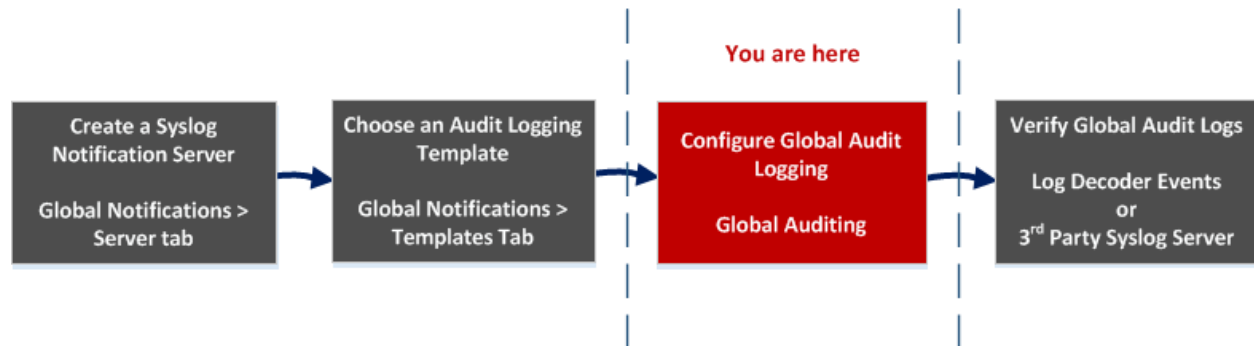 You are here
Create a Syslog
Notification Server
Global Notifications >
Server tab
Choose an Audit Logging
Template
Global Notifications >
Templates Tab
Configure Global Audit
Logging
Global Auditing
Verify Global Audit Logs
Log Decoder Events
or
3rd Party Syslog Server